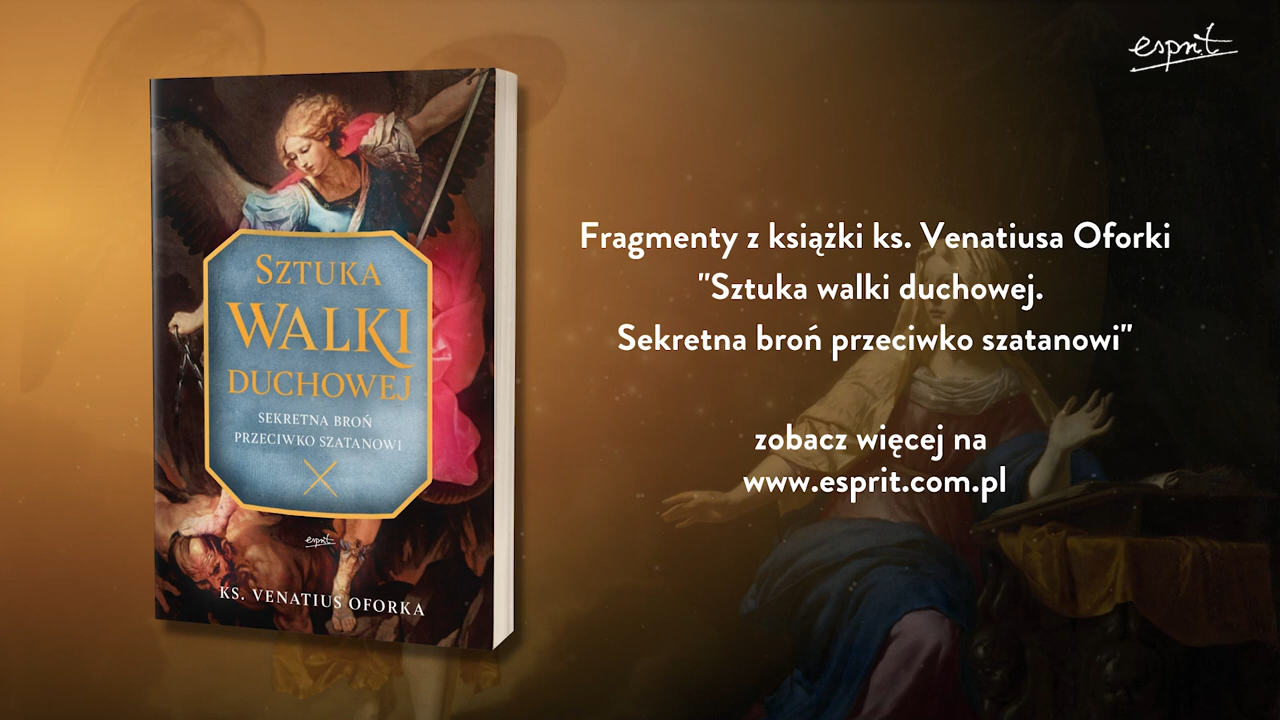 esprit
SZTUKA
WALKI
DUCHOWEJ
SEKRETNA BROŃ
PRZECIWKO SZATANOWI
esprit
KS. VENATIUS OFORKA
Fragmenty z książki ks. Venatiusa Oforki
"Sztuka walki duchowej.
Sekretna broń przeciwko szatanowi"
zobacz więcej na
www.esprit.com.pl